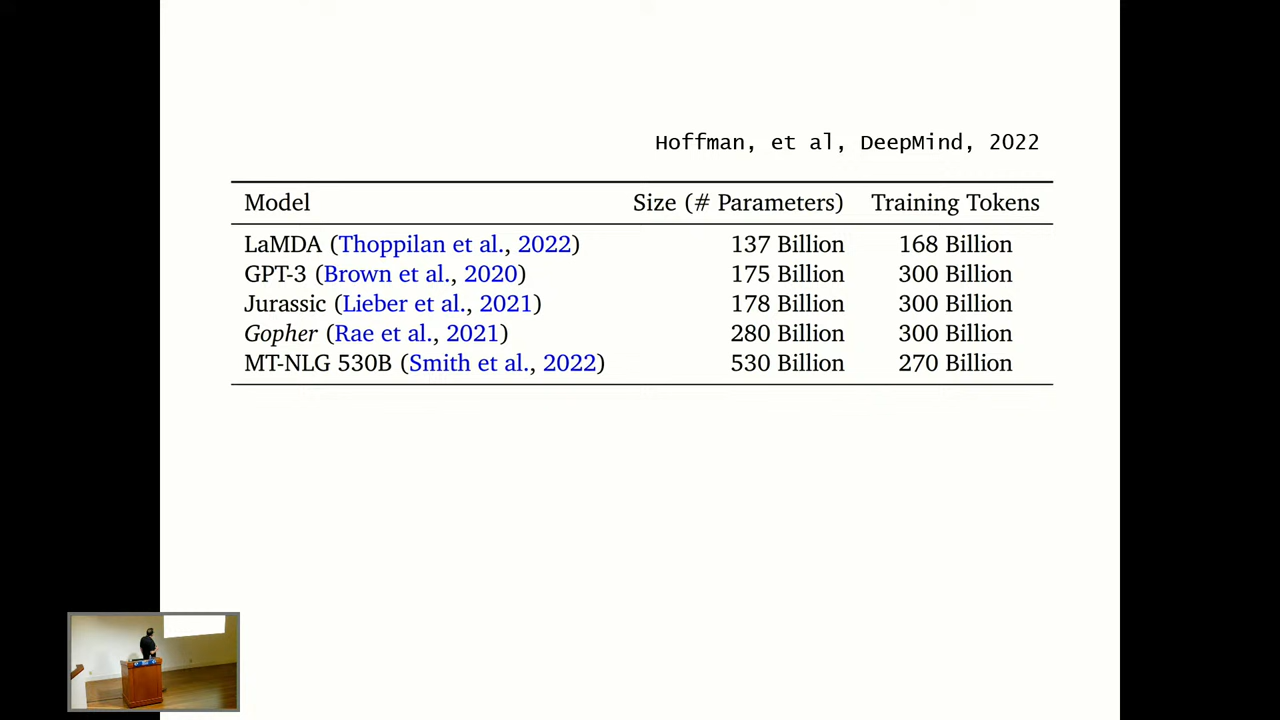 Hoffman, et al, DeepMind, 2022
Model Size (# Parameters) Training Tokens
LaMDA (Thoppilan et al., 2022) 137 Billion 168 Billion
GPT-3 (Brown et al., 2020) 175 Billion 300 Billion
Jurassic (Lieber et al., 2021) 178 Billion 300 Billion
Gopher (Rae et al., 2021) 280 Billion 300 Billion
MT-NLG 530B (Smith et al., 2022) 530 Billion 270 Billion